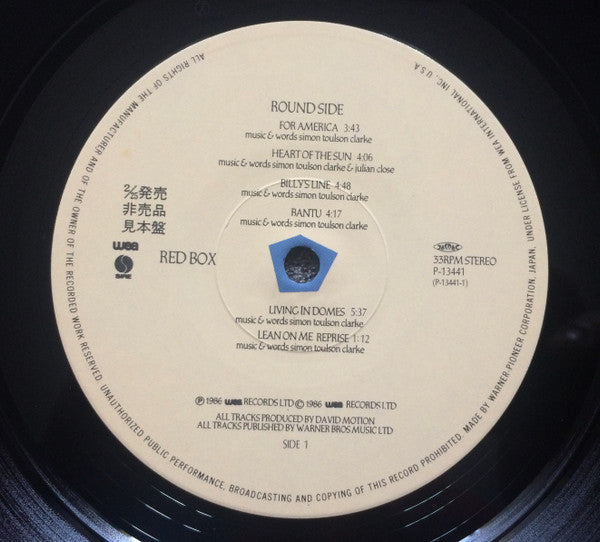 ROUND SIDE
FOR AMERICA 3:43
music & words simon toulson clarke
HEART OF THE SUN 4:06
music & words simon toulson clarke & julian close
BILLY'S LINE 4:48
music & words simon toulson clarke
BANTU 4:17
music & words simon toulson clarke
2/25発売
非売品
見本盤
wea
SIRE
RED BOX
33RPM STEREO
P-13441
(P-13441-1)
LIVING IN DOMES 5:37
music & words simon toulson clarke
LEAN ON ME REPRISE 1:12
music & words simon toulson clarke
℗ 1986 wea RECORDS LTD © 1986 wea RECORDS LTD
ALL TRACKS PRODUCED BY DAVID MOTION
ALL TRACKS PUBLISHED BY WARNER BROS MUSIC LTD
SIDE 1
ALL RIGHTS OF THE MANUFACTURER AND OF THE OWNER OF THE RECORDED WORK RESERVED. UNAUTHORIZED PUBLIC PERFORMANCE, BROADCASTING AND COPYING OF THIS RECORD PROHIBITED. MADE BY WARNER-PIONEER CORPORATION, JAPAN, UNDER LICENSE FROM WEA INTERNATIONAL INC. U.S.A